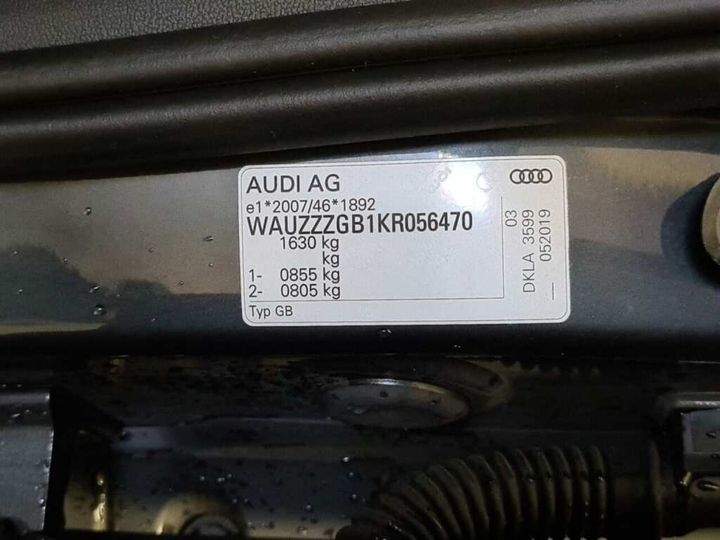 AUDI AG
e1*2007/46*1892
WAUZZZGB1KR056470
1630 kg
kg
1- 0855 kg
2- 0805 kg
Typ GB
03
DKLA 3599
052019